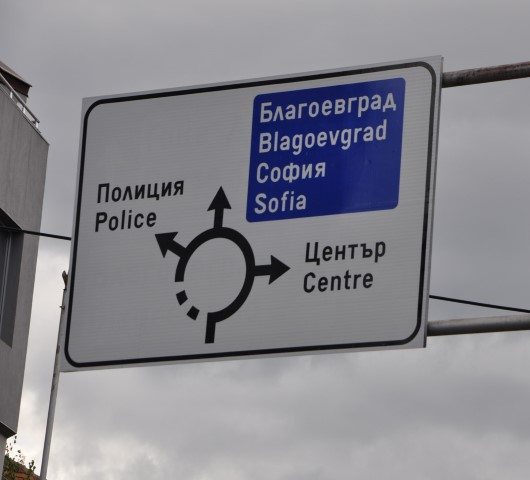 Благоевград
Blagoevgrad
София
Sofia
Полиция
Police
Център
Centre